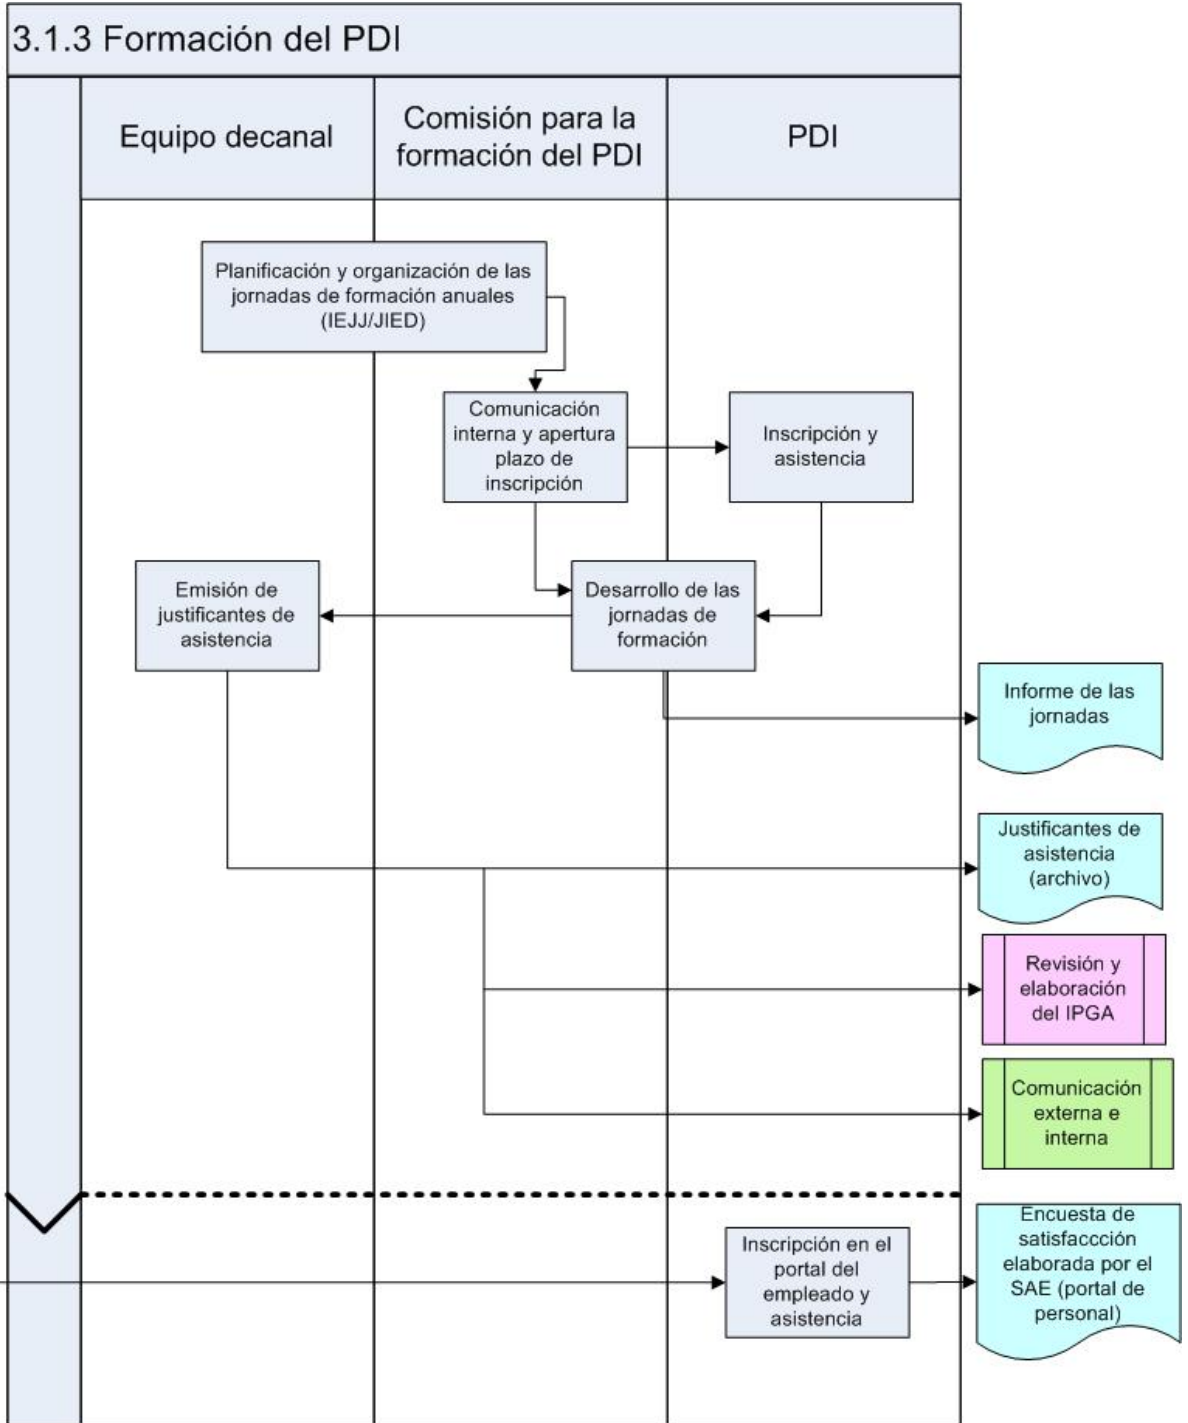 3.1.3 Formación del PDI
Equipo decanal
Comisión para la
formación del PDI
PDI
Planificación y organización de las
jornadas de formación anuales
(IEJJ/JIED)
Comunicación
interna y apertura
plazo de
inscripción
Inscripción y
asistencia
Emisión de
justificantes de
asistencia
Desarrollo de las
jornadas de
formación
Informe de las
jornadas
Justificantes de
asistencia
(archivo)
Revisión y
elaboración
del IPGA
Comunicación
externa e
interna
Inscripción en el
portal del
empleado y
asistencia
Encuesta de
satisfaccción
elaborada por el
SAE (portal de
personal)